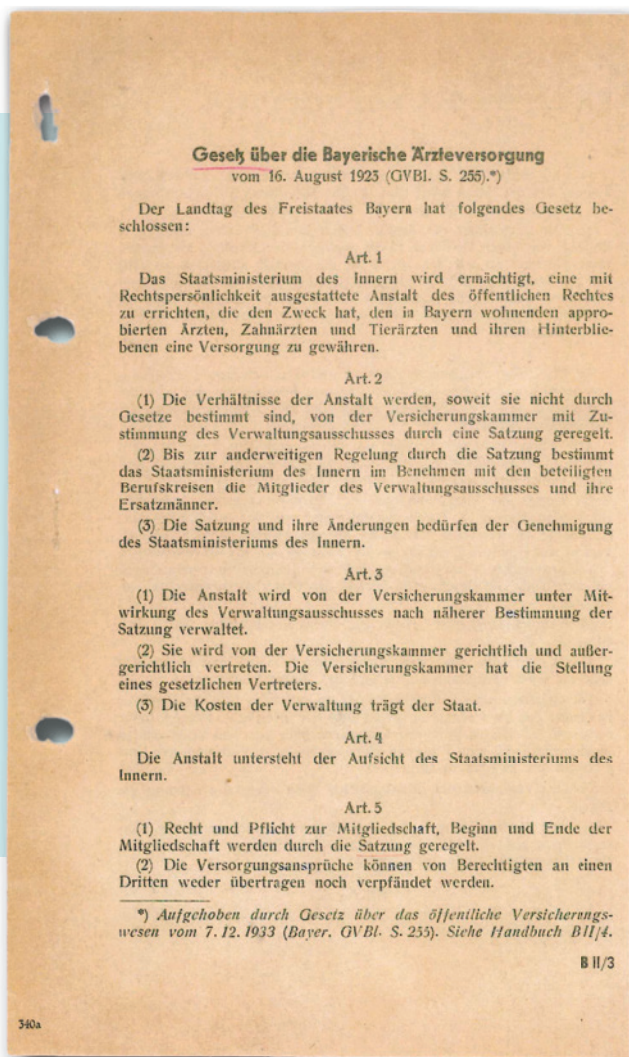 Gesetz über die Bayerische Ärzteversorgung
vom 16. August 1923 (GVBl. S. 255).*)
Der Landtag des Freistaates Bayern hat folgendes Gesetz be-
schlossen:
Art. 1
Das Staatsministerium des Innern wird ermächtigt, eine mit
Rechtspersönlichkeit ausgestattete Anstalt des öffentlichen Rechtes
zu errichten, die den Zweck hat, den in Bayern wohnenden appro-
bierten Ärzten, Zahnärzten und Tierärzten und ihren Hinterblie-
benen eine Versorgung zu gewähren.
Art. 2
(1) Die Verhältnisse der Anstalt werden, soweit sie nicht durch
Gesetze bestimmt sind, von der Versicherungskammer mit Zu-
stimmung des Verwaltungsausschusses durch eine Satzung geregelt.
(2) Bis zur anderweitigen Regelung durch die Satzung bestimmt
das Staatsministerium des Innern im Benehmen mit den beteiligten
Berufskreisen die Mitglieder des Verwaltungsausschusses und ihre
Ersatzmänner.
(3) Die Satzung und ihre Änderungen bedürfen der Genehmigung
des Staatsministeriums des Innern.
Art. 3
(1) Die Anstalt wird von der Versicherungskammer unter Mit-
wirkung des Verwaltungsausschusses nach näherer Bestimmung der
Satzung verwaltet.
(2) Sie wird von der Versicherungskammer gerichtlich und außer-
gerichtlich vertreten. Die Versicherungskammer hat die Stellung
eines gesetzlichen Vertreters.
(3) Die Kosten der Verwaltung trägt der Staat.
Art. 4
Die Anstalt untersteht der Aufsicht des Staatsministeriums des
Innern.
Art. 5
(1) Recht und Pflicht zur Mitgliedschaft, Beginn und Ende der
Mitgliedschaft werden durch die Satzung geregelt.
(2) Die Versorgungsansprüche können von Berechtigten an einen
Dritten weder übertragen noch verpfändet werden.
*) Aufgehoben durch Gesetz über das öffentliche Versicherungs-
wesen vom 7. 12. 1933 (Bayer. GVBl. S. 255). Siehe Handbuch BII/4.
B II/3
340a